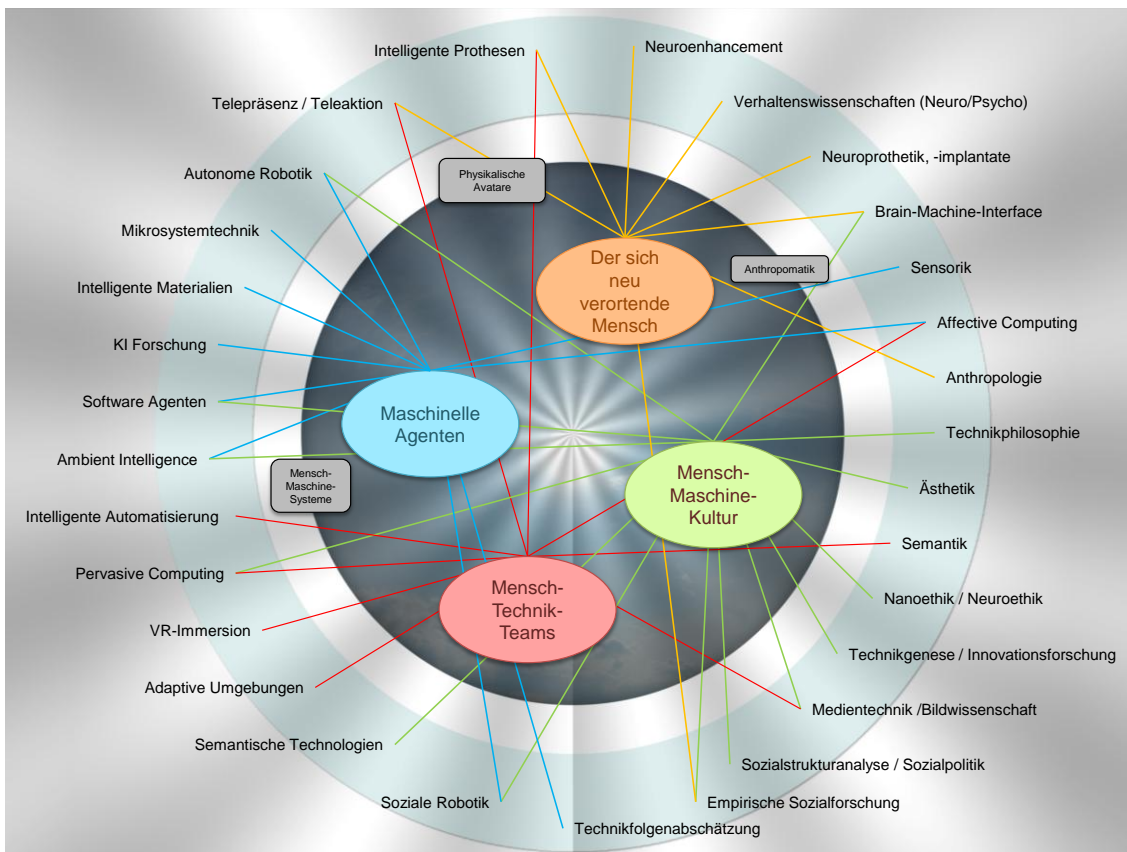 Intelligente Prothesen
Neuroenhancement
Telepräsenz / Teleaktion
Verhaltenswissenschaften (Neuro/Psycho)
Autonome Robotik
Physikalische
Avatare
Neuroprothetik, -implantate
Mikrosystemtechnik
Brain-Machine-Interface
Intelligente Materialien
Der sich
neu
verortende
Mensch
Anthropomatik
Sensorik
KI Forschung
Affective Computing
Software Agenten
Maschinelle
Agenten
Anthropologie
Ambient Intelligence
Technikphilosophie
Mensch-
Maschine-
Systeme
Mensch-
Maschine-
Kultur
Ästhetik
Intelligente Automatisierung
Semantik
Pervasive Computing
Mensch-
Technik-
Teams
Nanoethik / Neuroethik
VR-Immersion
Technikgenese / Innovationsforschung
Adaptive Umgebungen
Medientechnik /Bildwissenschaft
Semantische Technologien
Sozialstrukturanalyse / Sozialpolitik
Soziale Robotik
Empirische Sozialforschung
Technikfolgenabschätzung